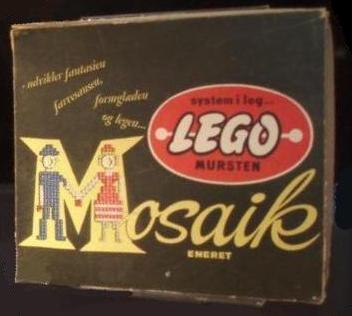 - udvikler fantasien
farvesansen,
formglæden
og legen...
system i leg...
LEGO
MURSTEN
Mosaik
ENERET